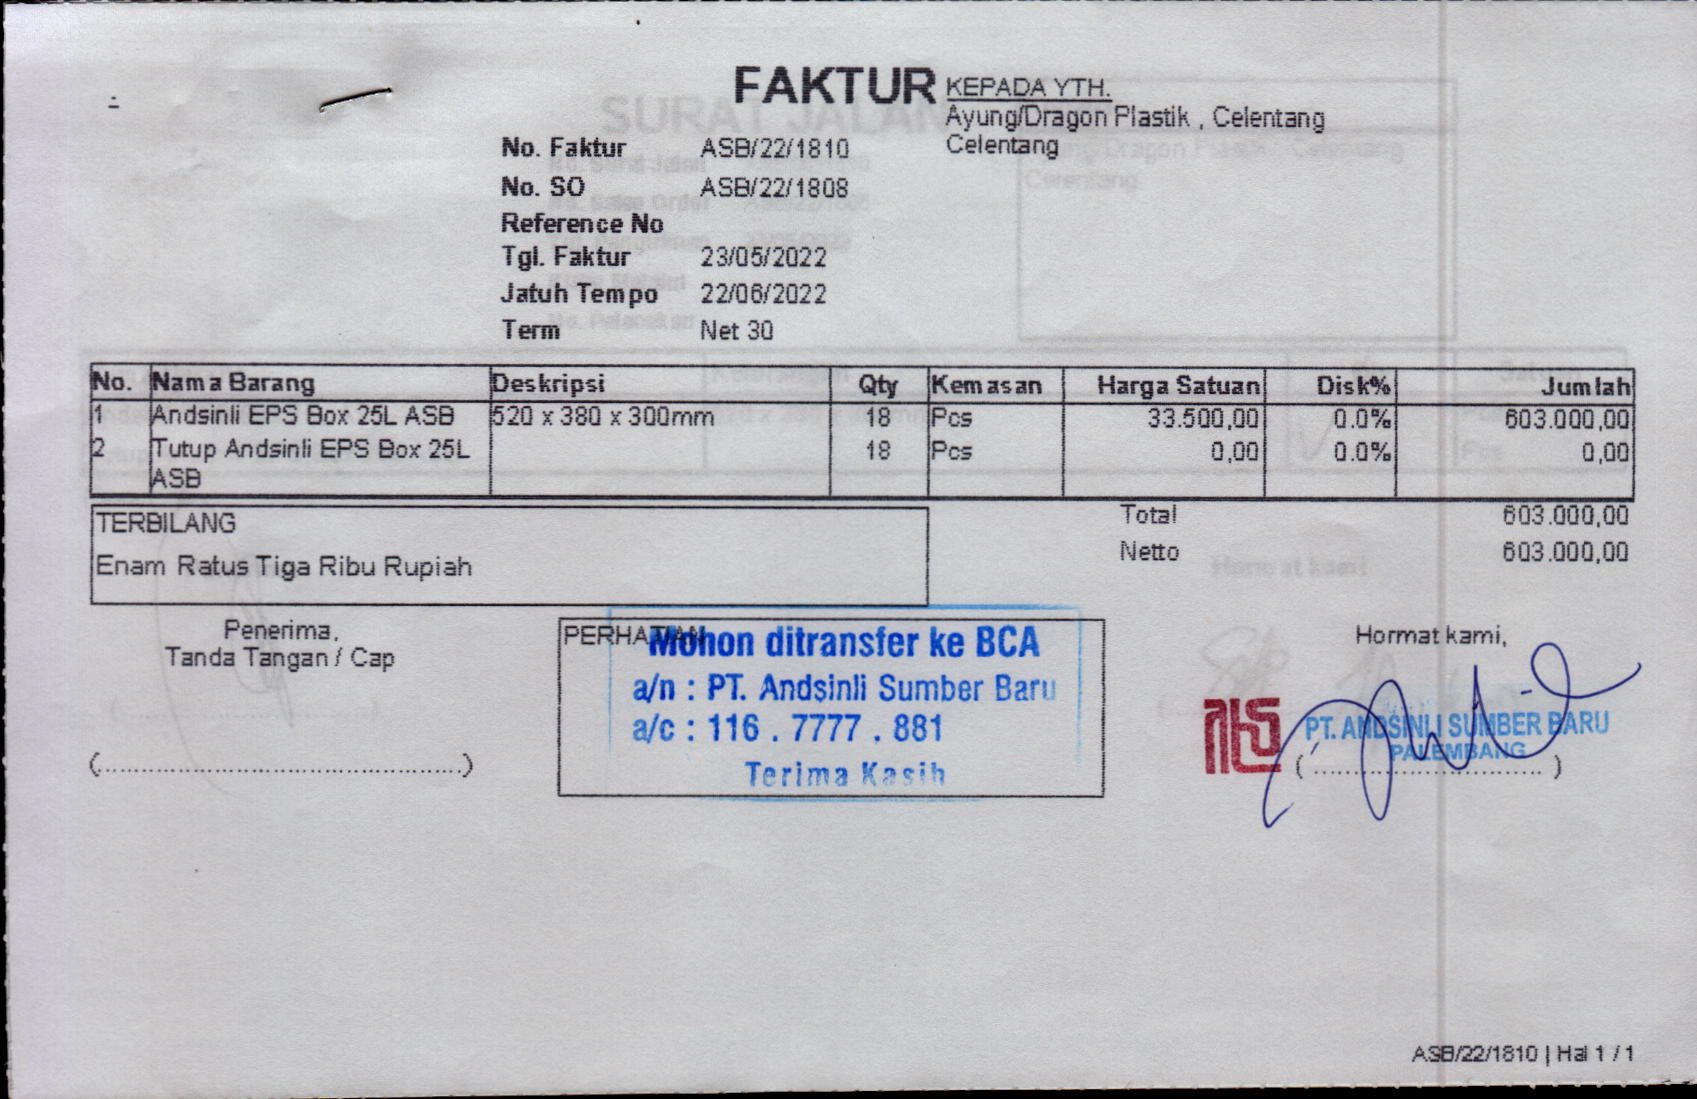 FAKTUR
KEPADA YTH.
Ayung/Dragon Plastik , Celentang
Celentang
No. Faktur ASB/22/1810
No. SO ASB/22/1808
Reference No
Tgl. Faktur 23/05/2022
Jatuh Tempo 22/06/2022
Term Net 30
No. Nama Barang Deskripsi Qty Kemasan Harga Satuan Disk% Jumlah
1 Andsinli EPS Box 25L ASB 520 x 380 x 300mm 18 Pcs 33.500,00 0.0% 603.000,00
2 Tutup Andsinli EPS Box 25L 18 Pcs 0,00 0.0% 0,00
ASB
TERBILANG
Enam Ratus Tiga Ribu Rupiah
Total 603.000,00
Netto 603.000,00
Penerima,
Tanda Tangan / Cap
(..............................................)
PERHATIAN
Mohon ditransfer ke BCA
a/n : PT. Andsinli Sumber Baru
a/c : 116 . 7777 . 881
Terima Kasih
Hormat kami,
PT. ANDSINLI SUMBER BARU
PALEMBANG
(..............................)
ASB/22/1810 | Hal 1 / 1